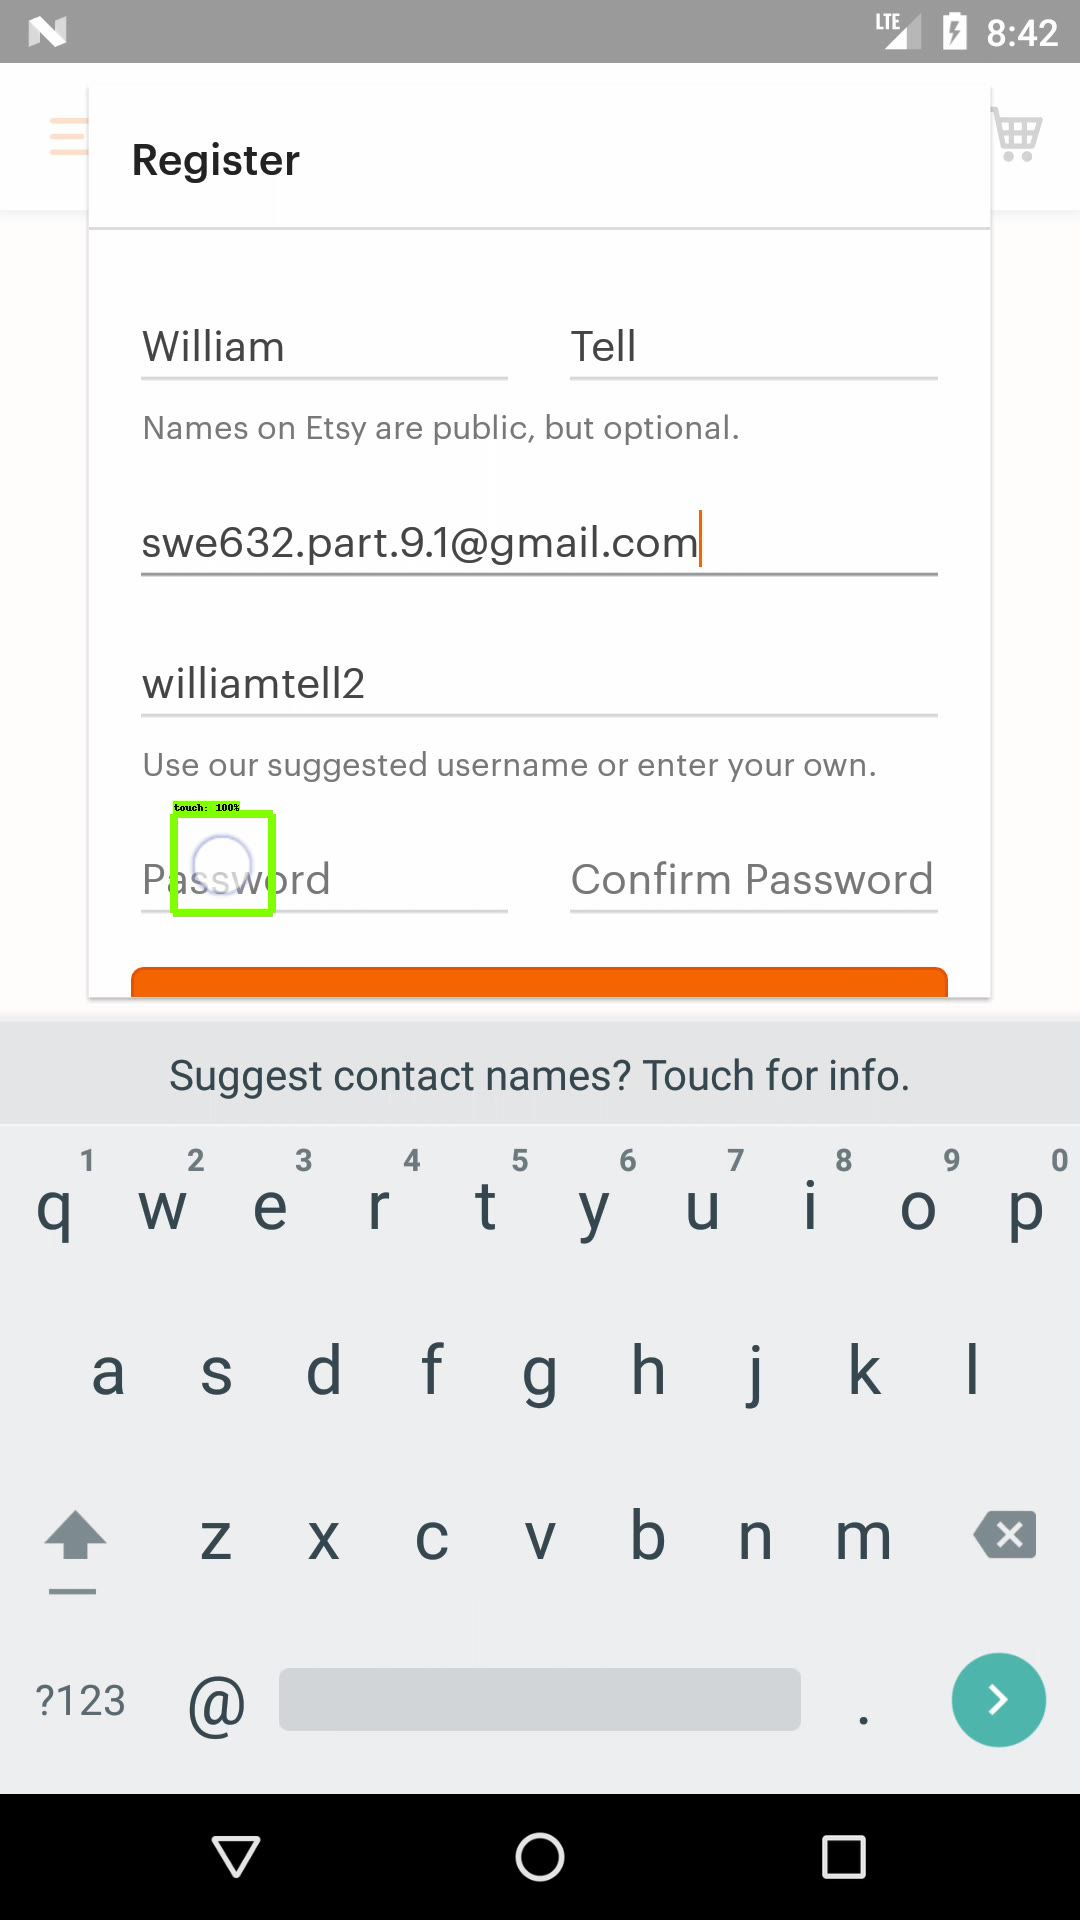 LTE 8:42
Register
William Tell
Names on Etsy are public, but optional.
swe632.part.9.1@gmail.com
williamtell2
Use our suggested username or enter your own.
touch: 100%
Password Confirm Password
Suggest contact names? Touch for info.
1 2 3 4 5 6 7 8 9 0
q w e r t y u i o p
a s d f g h j k l
z x c v b n m
?123 @ .